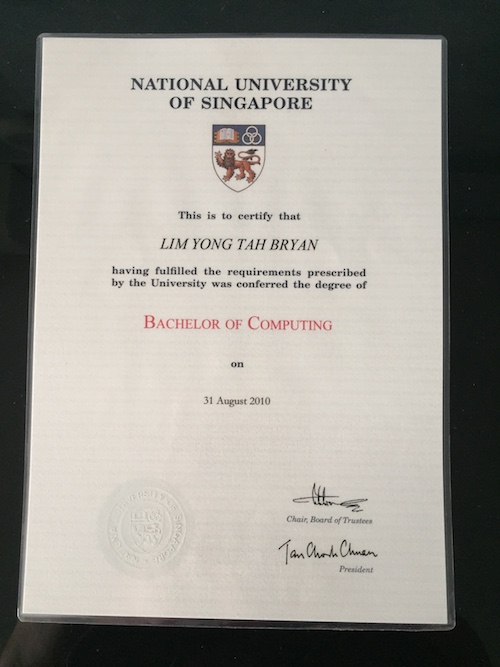 NATIONAL UNIVERSITY
OF SINGAPORE
This is to certify that
LIM YONG TAH BRYAN
having fulfilled the requirements prescribed
by the University was conferred the degree of
BACHELOR OF COMPUTING
on
31 August 2010
Chair, Board of Trustees
Tan Chorh Chuan
President